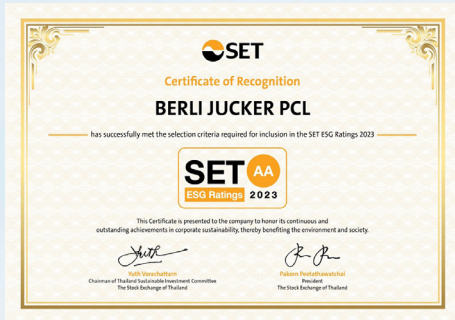 SET
Certificate of Recognition
BERLI JUCKER PCL
has successfully met the selection criteria required for inclusion in the SET ESG Ratings 2023
SET AA
ESG Ratings 2023
This Certificate is presented to the company to honor its continuous and
outstanding achievements in corporate sustainability, thereby benefiting the environment and society.
Yuth Worachattarn Pakorn Peetathawatchai
Chairman of Thailand Sustainable Investment Committee President
The Stock Exchange of Thailand The Stock Exchange of Thailand